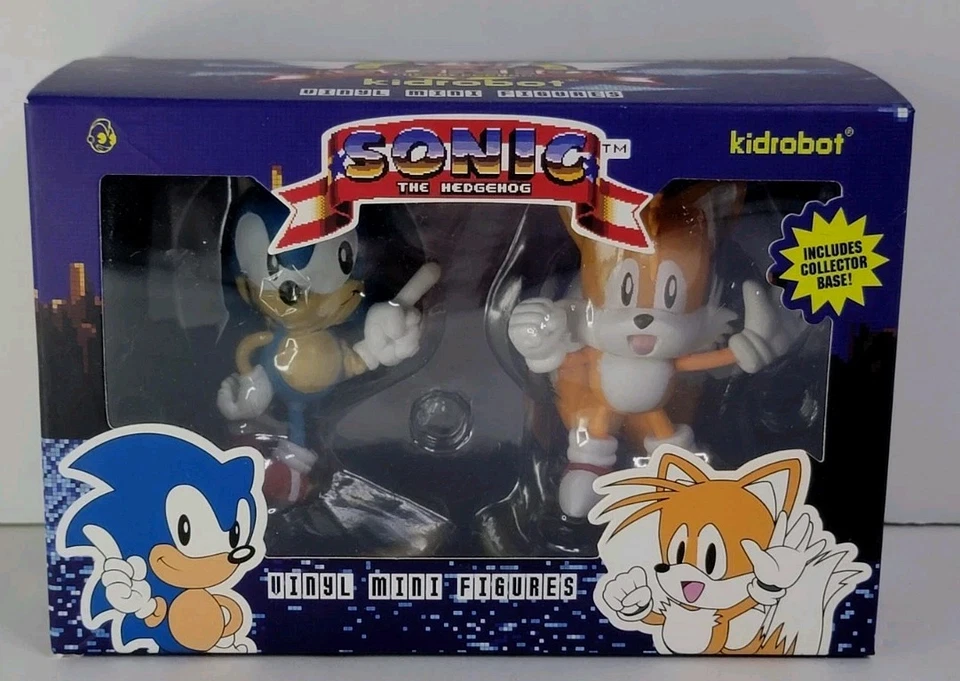 kidrobot
VINYL MINI FIGURES
SONIC TM
THE HEDGEHOG
kidrobot®
INCLUDES
COLLECTOR
BASE!
VINYL MINI FIGURES